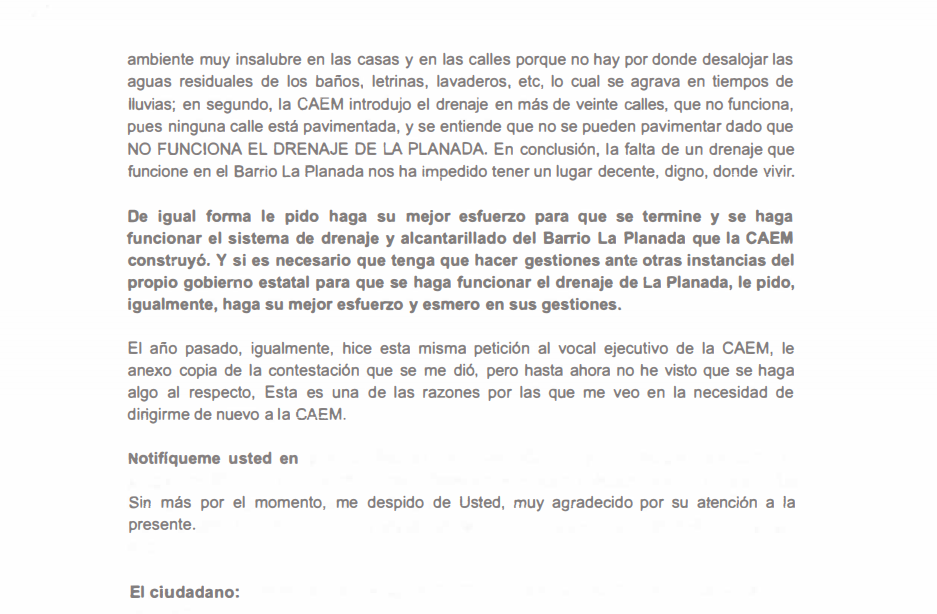 ambiente muy insalubre en las casas y en las calles porque no hay por donde desalojar las
aguas residuales de los baños, letrinas, lavaderos, etc, lo cual se agrava en tiempos de
lluvias; en segundo, la CAEM introdujo el drenaje en más de veinte calles, que no funciona,
pues ninguna calle está pavimentada, y se entiende que no se pueden pavimentar dado que
NO FUNCIONA EL DRENAJE DE LA PLANADA. En conclusión, la falta de un drenaje que
funcione en el Barrio La Planada nos ha impedido tener un lugar decente, digno, donde vivir.
De igual forma le pido haga su mejor esfuerzo para que se termine y se haga
funcionar el sistema de drenaje y alcantarillado del Barrio La Planada que la CAEM
construyó. Y si es necesario que tenga que hacer gestiones ante otras instancias del
propio gobierno estatal para que se haga funcionar el drenaje de La Planada, le pido,
igualmente, haga su mejor esfuerzo y esmero en sus gestiones.
El año pasado, igualmente, hice esta misma petición al vocal ejecutivo de la CAEM, le
anexo copia de la contestación que se me dió, pero hasta ahora no he visto que se haga
algo al respecto, Esta es una de las razones por las que me veo en la necesidad de
dirigirme de nuevo a la CAEM.
Notifíqueme usted en
Sin más por el momento, me despido de Usted, muy agradecido por su atención a la
presente.
El ciudadano: